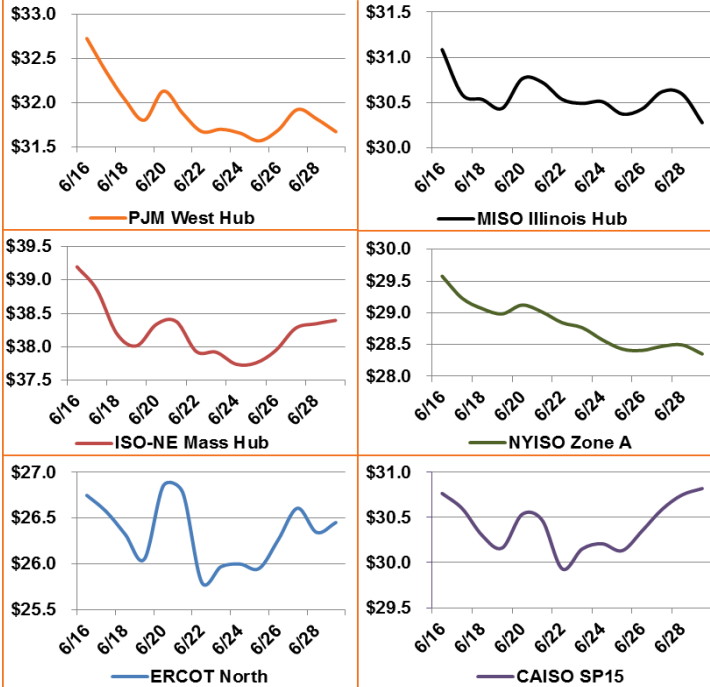 $33.0
$32.5
$32.0
$31.5
6/16 6/18 6/20 6/22 6/24 6/26 6/28
PJM West Hub
$31.5
$31.0
$30.5
$30.0
6/16 6/18 6/20 6/22 6/24 6/26 6/28
MISO Illinois Hub
$39.5
$39.0
$38.5
$38.0
$37.5
6/16 6/18 6/20 6/22 6/24 6/26 6/28
ISO-NE Mass Hub
$30.0
$29.5
$29.0
$28.5
$28.0
6/16 6/18 6/20 6/22 6/24 6/26 6/28
NYISO Zone A
$27.0
$26.5
$26.0
$25.5
6/16 6/18 6/20 6/22 6/24 6/26 6/28
ERCOT North
$31.0
$30.5
$30.0
$29.5
6/16 6/18 6/20 6/22 6/24 6/26 6/28
CAISO SP15